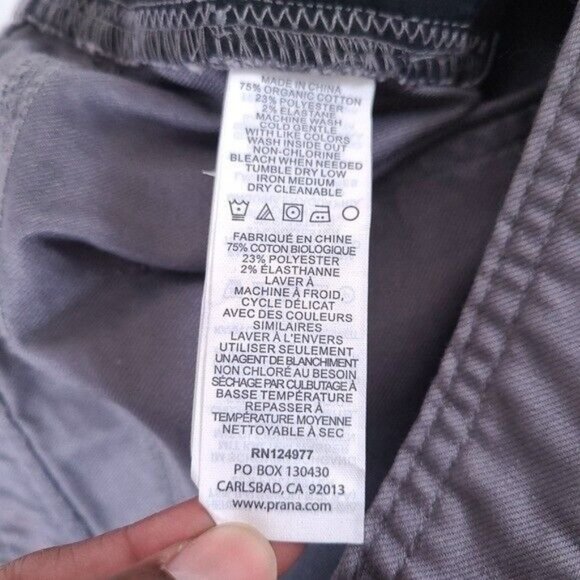 MADE IN CHINA
75% ORGANIC COTTON
23% POLYESTER
2% ELASTANE
MACHINE WASH
COLD GENTLE
WITH LIKE COLORS
WASH INSIDE OUT
NON-CHLORINE
BLEACH WHEN NEEDED
TUMBLE DRY LOW
IRON MEDIUM
DRY CLEANABLE
FABRIQUÉ EN CHINE
75% COTON BIOLOGIQUE
23% POLYESTER
2% ÉLASTHANNE
LAVER À
MACHINE À FROID,
CYCLE DÉLICAT
AVEC DES COULEURS
SIMILAIRES
LAVER À L'ENVERS
UTILISER SEULEMENT
UN AGENT DE BLANCHIMENT
NON CHLORÉ AU BESOIN
SÉCHAGE PAR CULBUTAGE À
BASSE TEMPÉRATURE
REPASSER À
TEMPÉRATURE MOYENNE
NETTOYABLE À SEC
RN124977
PO BOX 130430
CARLSBAD, CA 92013
www.prana.com